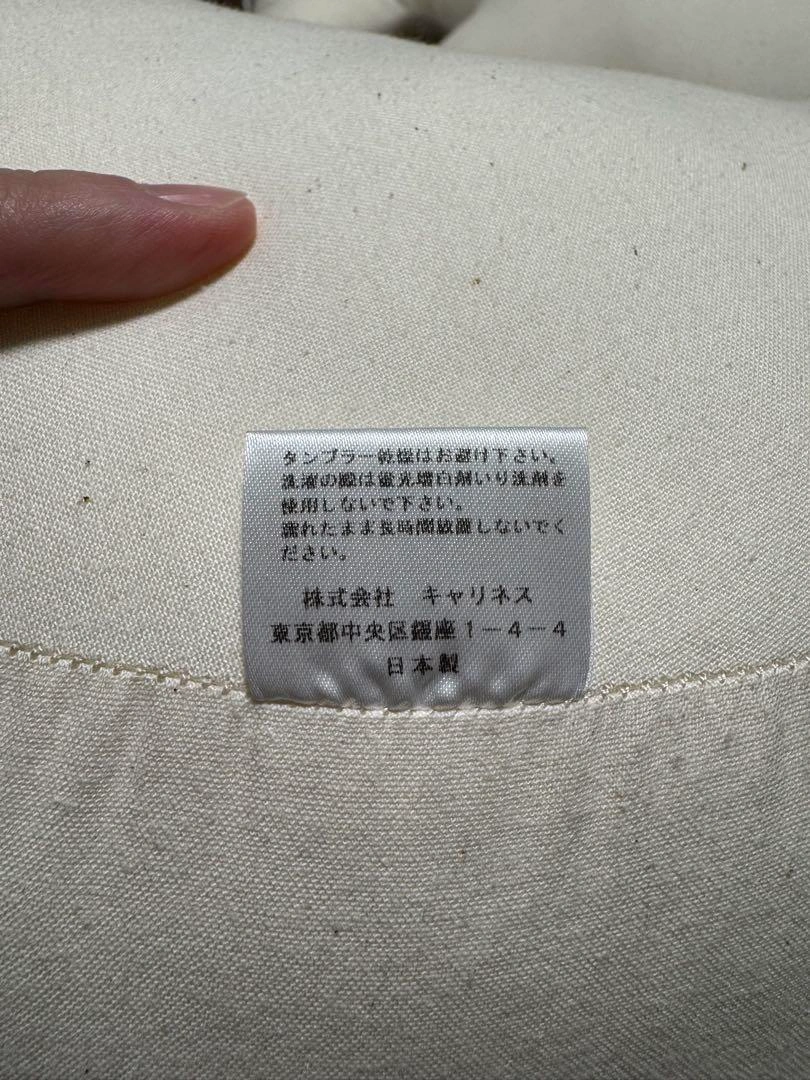 タンブラー乾燥はお避け下さい。
洗濯の際は蛍光増白剤いり洗剤を
使用しないで下さい。
濡れたまま長時間放置しないでく
ださい。
株式会社 キャリネス
東京都中央区銀座1-4-4
日本製